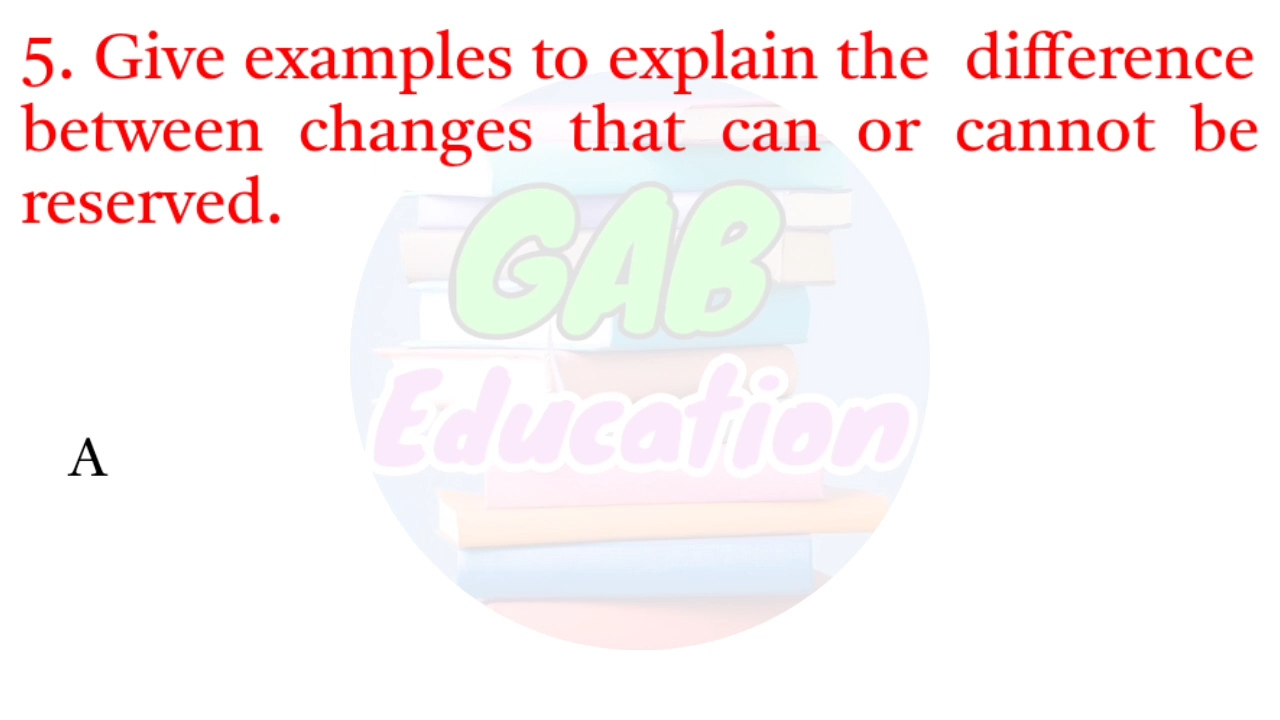 5. Give examples to explain the difference
between changes that can or cannot be
reserved.
GAB
Education
A